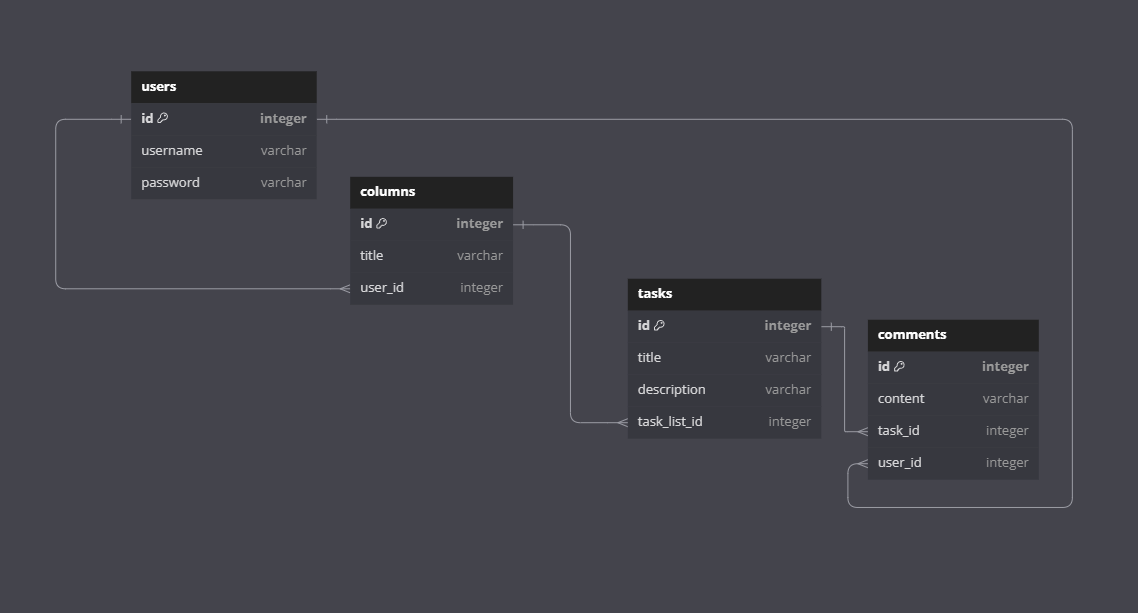 users
id integer
username varchar
password varchar
columns
id integer
title varchar
user_id integer
tasks
id integer
title varchar
description varchar
task_list_id integer
comments
id integer
content varchar
task_id integer
user_id integer